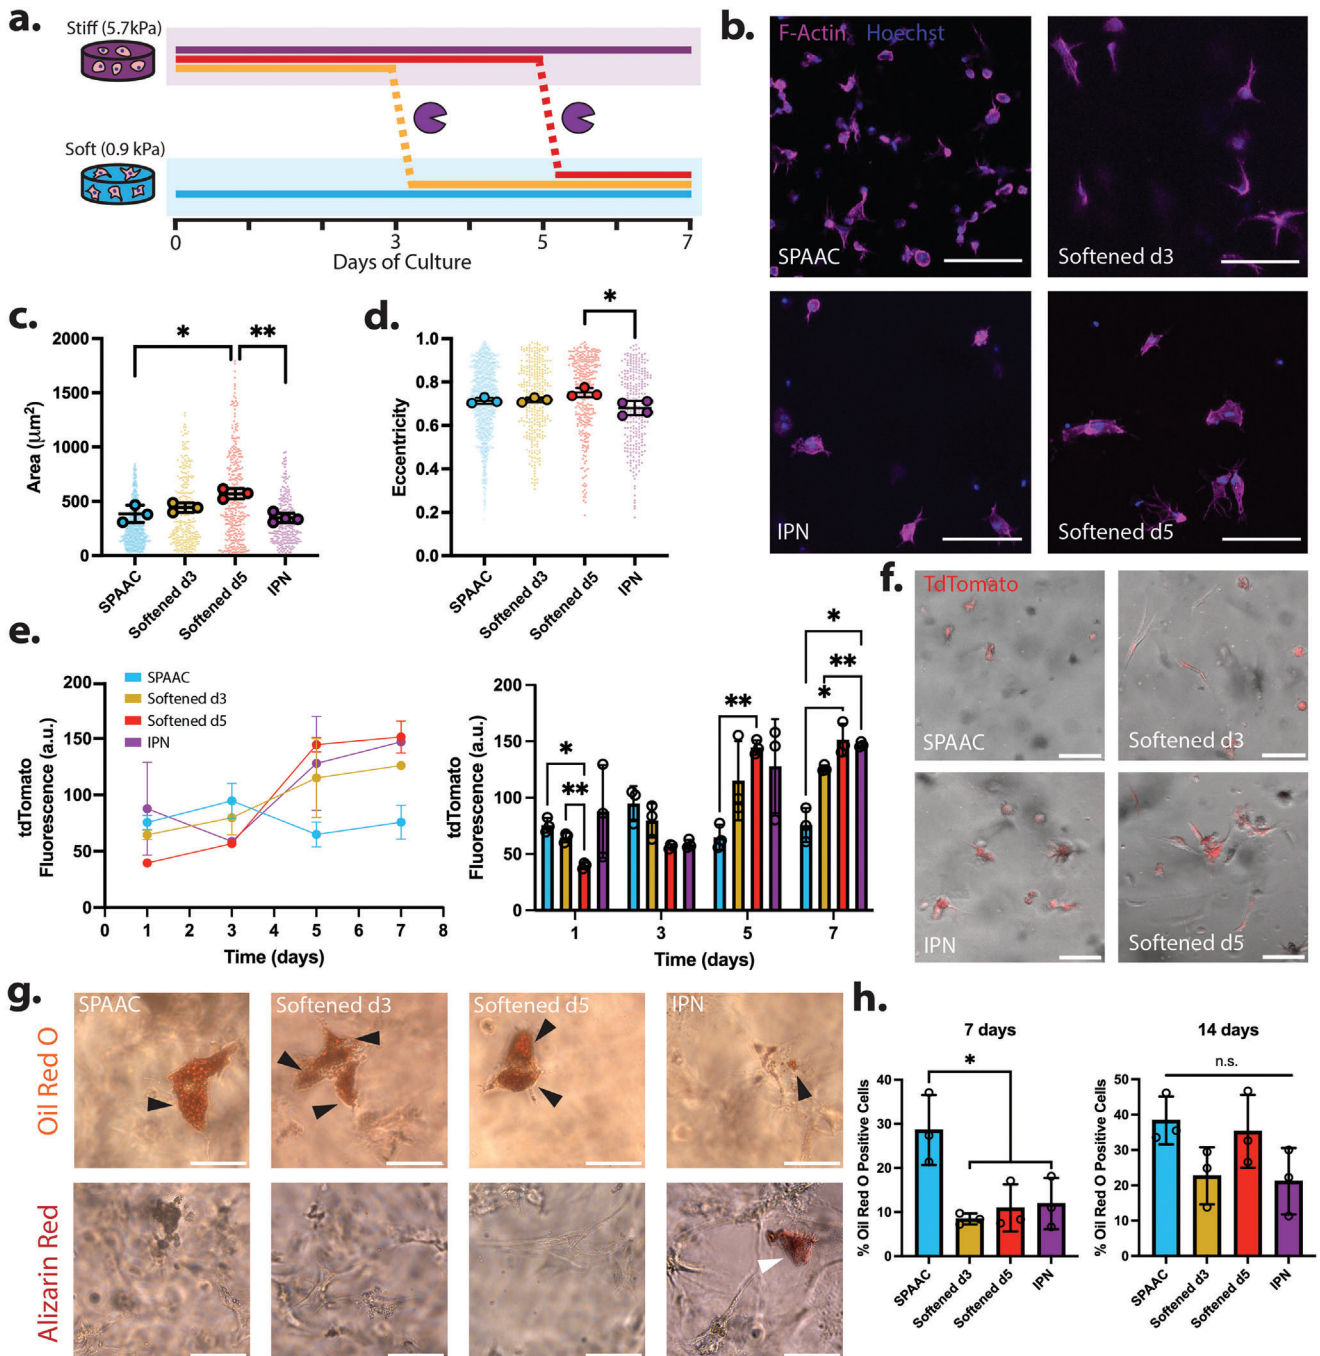 a.
Stiff (5.7kPa)
Soft (0.9 kPa)
0 3 5 7
Days of Culture
b.
F-Actin Hoechst
SPAAC
Softened d3
IPN
Softened d5
c.
Area (μm²)
2000
1500
1000
500
0
SPAAC
Softened d3
Softened d5
IPN
* **
d.
Eccentricity
1.0
0.8
0.6
0.4
0.2
0.0
SPAAC
Softened d3
Softened d5
IPN
*
e.
tdTomato
Fluorescence (a.u.)
200
150
100
50
0
SPAAC
Softened d3
Softened d5
IPN
0 1 2 3 4 5 6 7 8
Time (days)
tdTomato
Fluorescence (a.u.)
200
150
100
50
0
*
**
**
*
**
*
1 3 5 7
Time (days)
f.
TdTomato
SPAAC
Softened d3
IPN
Softened d5
g.
SPAAC Softened d3 Softened d5 IPN
Oil Red O
Alizarin Red
h.
7 days
% Oil Red O Positive Cells
40
30
20
10
0
*
SPAAC
Softened d3
Softened d5
IPN
14 days
% Oil Red O Positive Cells
50
40
30
20
10
0
n.s.
SPAAC
Softened d3
Softened d5
IPN